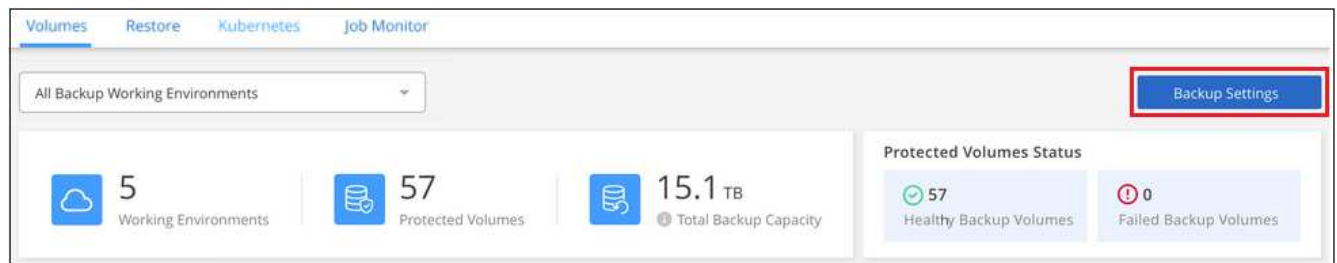 Volumes Restore Kubernetes Job Monitor
All Backup Working Environments
Backup Settings
5
Working Environments
57
Protected Volumes
15.1 TB
Total Backup Capacity
Protected Volumes Status
57
Healthy Backup Volumes
0
Failed Backup Volumes